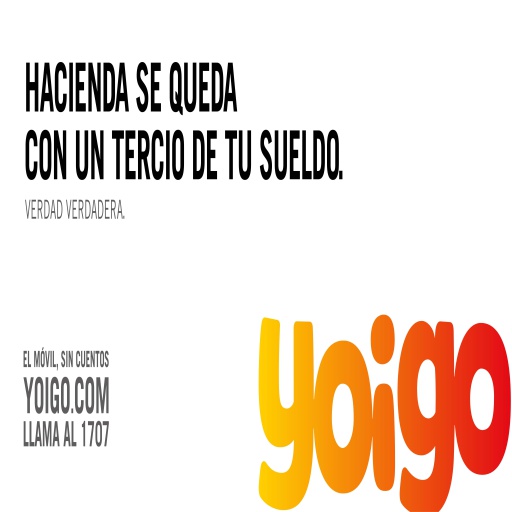 HACIENDA SE QUEDA
CON UN TERCIO DE TU SUELDO.
VERDAD VERDADERA.
EL MÓVIL, SIN CUENTOS
YOIGO.COM
LLAMA AL 1707
yoigo